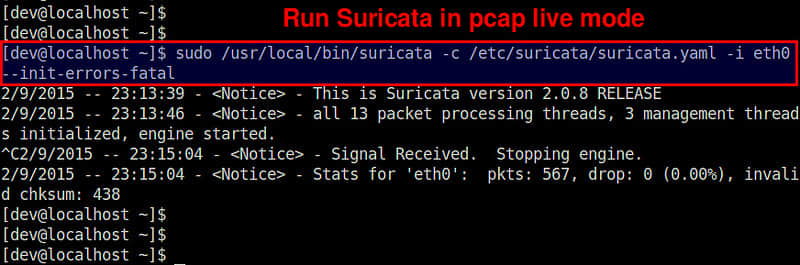 [dev@localhost ~]$
Run Suricata in pcap live mode
[dev@localhost ~]$
[dev@localhost ~]$ sudo /usr/local/bin/suricata -c /etc/suricata/suricata.yaml -i eth0
--init-errors-fatal
2/9/2015 -- 23:13:39 - <Notice> - This is Suricata version 2.0.8 RELEASE
2/9/2015 -- 23:13:46 - <Notice> - all 13 packet processing threads, 3 management thread
s initialized, engine started.
^C2/9/2015 -- 23:15:04 - <Notice> - Signal Received.  Stopping engine.
2/9/2015 -- 23:15:04 - <Notice> - Stats for 'eth0':  pkts: 567, drop: 0 (0.00%), invali
d chksum: 438
[dev@localhost ~]$
[dev@localhost ~]$
[dev@localhost ~]$